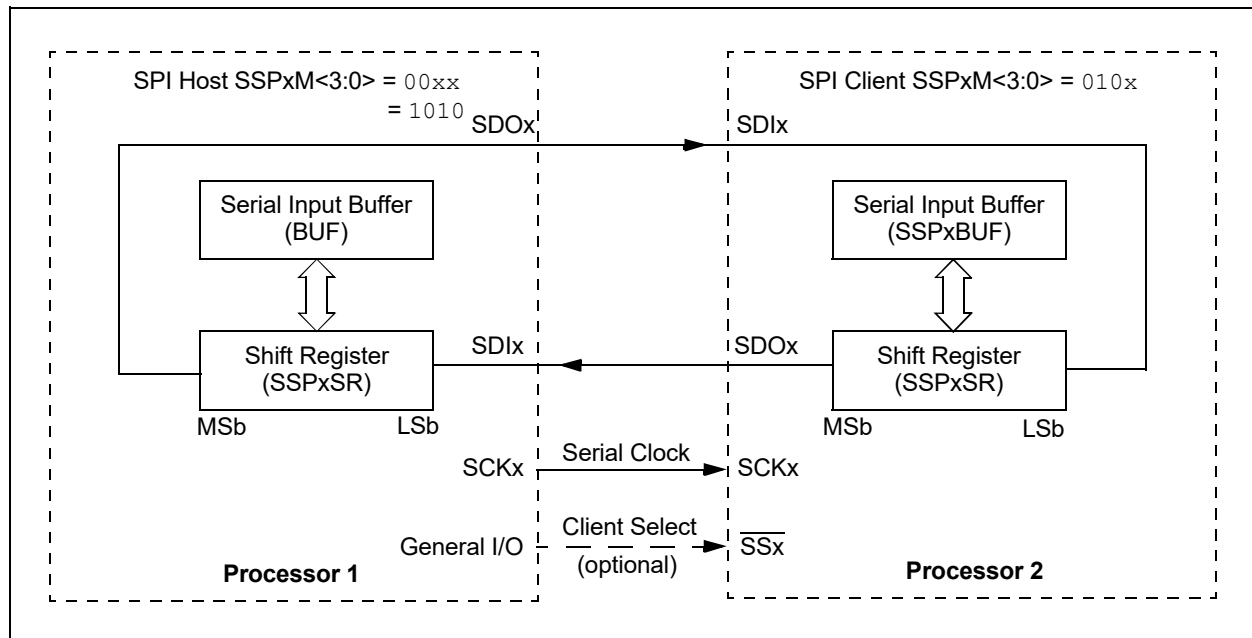 SPI Host SSPxM<3:0> = 00xx
= 1010
SPI Client SSPxM<3:0> = 010x
SDOx
SDIx
Serial Input Buffer
(BUF)
Serial Input Buffer
(SSPxBUF)
Shift Register
(SSPxSR)
SDIx
SDOx
Shift Register
(SSPxSR)
MSb
LSb
MSb
LSb
SCKx
Serial Clock
SCKx
General I/O
Client Select
(optional)
S̅S̅x̅
Processor 1
Processor 2